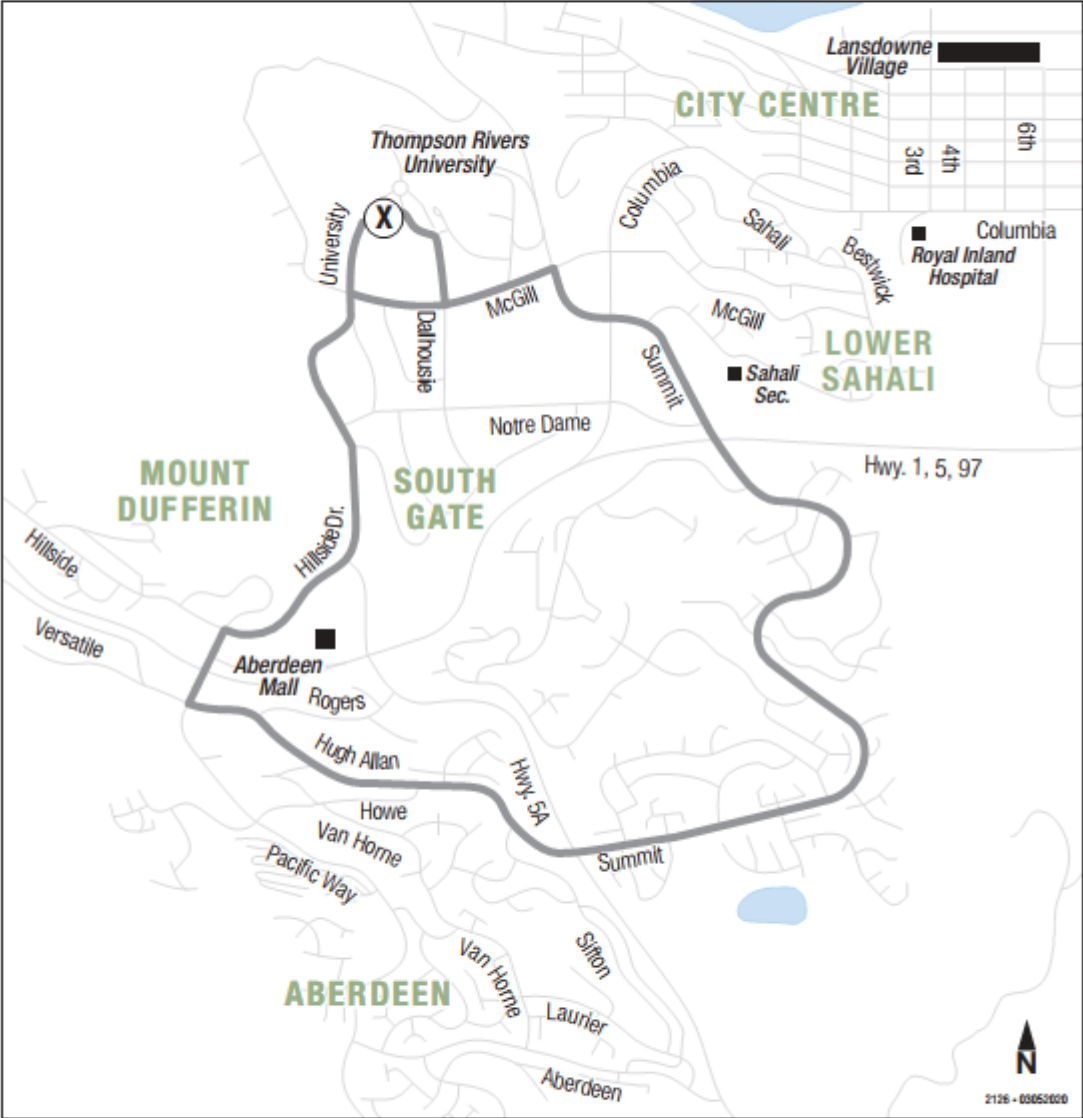 Lansdowne
Village
CITY CENTRE
6th
4th
3rd
Thompson Rivers
University
Columbia
X
University
Sahali
Columbia
Bestwick
Royal Inland
Hospital
McGill
McGill
Dalhousie
LOWER
SAHALI
Summit
Sahali
Sec.
Notre Dame
Hwy. 1, 5, 97
MOUNT
DUFFERIN
SOUTH
GATE
Hillside Dr.
Hillside
Versatile
Aberdeen
Mall
Rogers
Hugh Allan
Hwy. 5A
Howe
Van Horne
Summit
Pacific Way
Van Horne
Sifton
ABERDEEN
Laurier
Aberdeen
N
2126 - 03052020